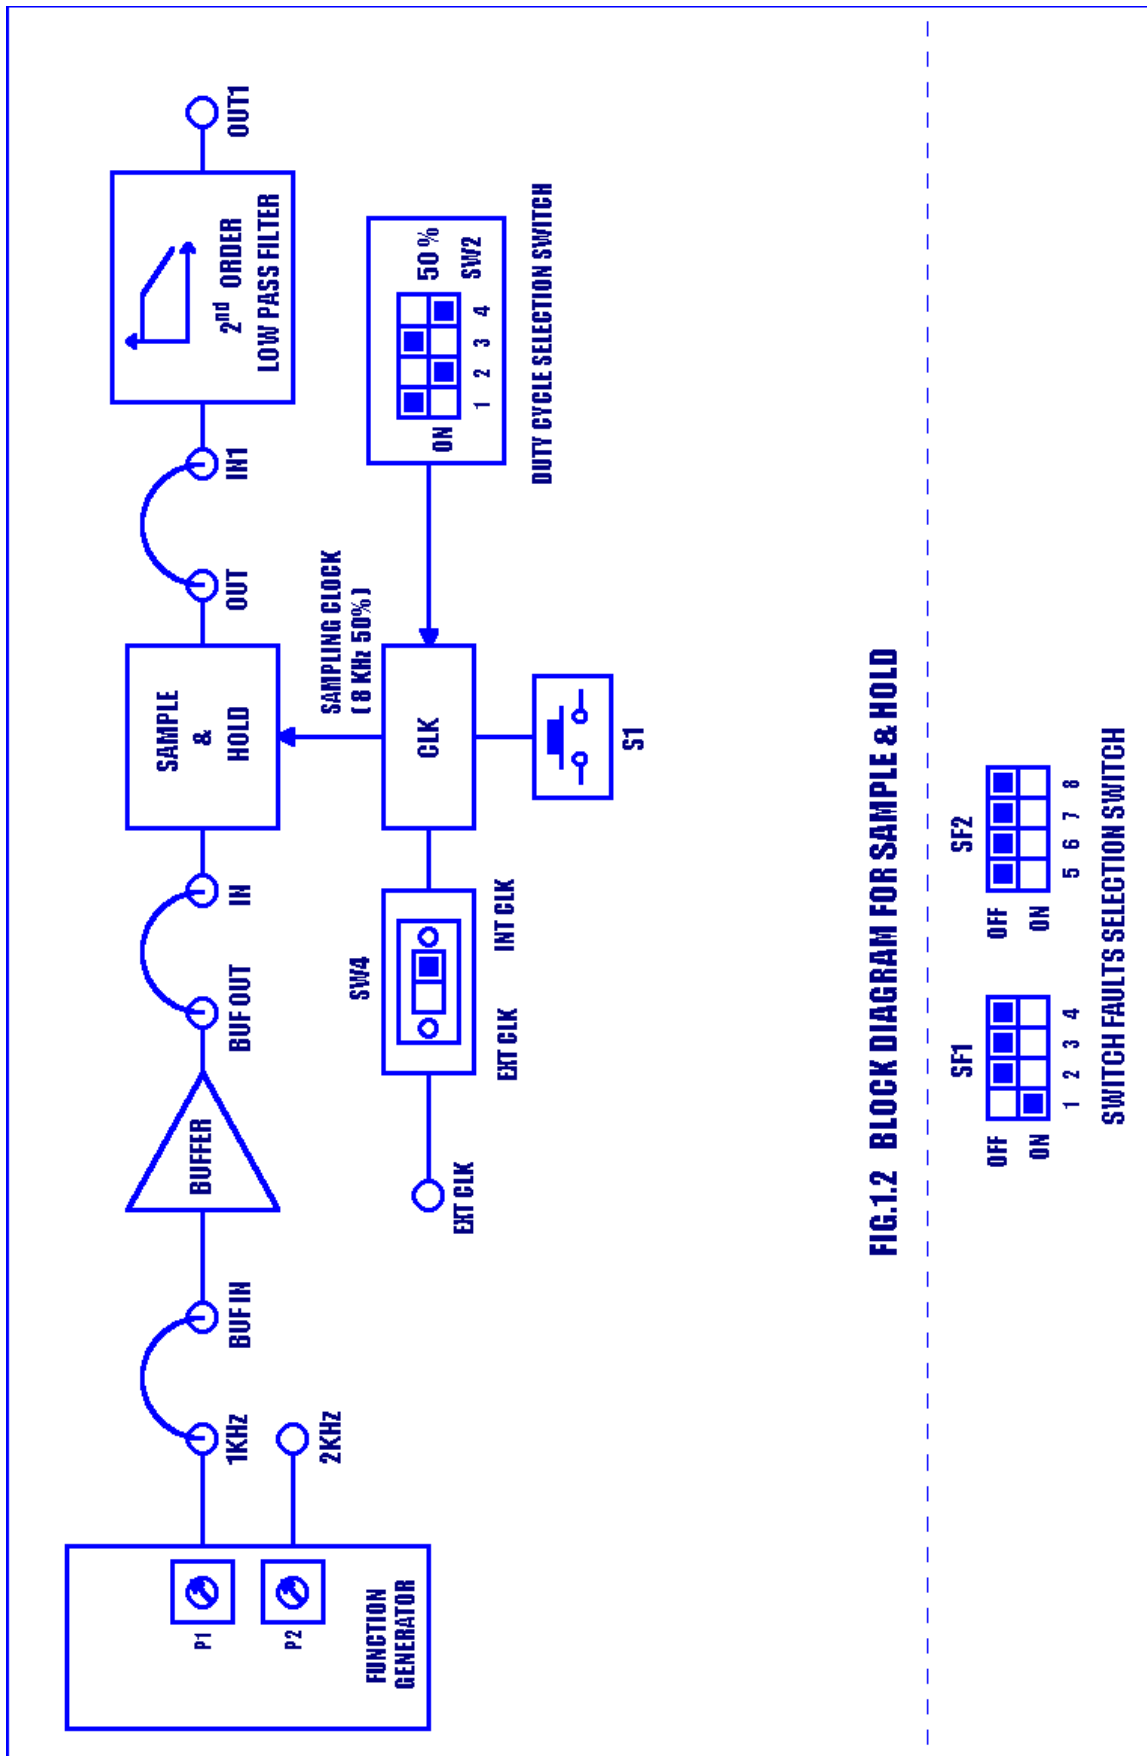 FUNCTION
GENERATOR
P1
P2
1KHz
2KHz
BUF IN
BUFFER
BUF OUT
IN
SAMPLE
&
HOLD
OUT
IN1
2nd ORDER
LOW PASS FILTER
OUT1
EXT CLK
SW4
EXT CLK
INT CLK
CLK
SAMPLING CLOCK
( 8 KHz 50%)
S1
ON
50 %
SW2
1 2 3 4
DUTY CYCLE SELECTION SWITCH
FIG.1.2 BLOCK DIAGRAM FOR SAMPLE & HOLD
SF1
OFF
ON
1 2 3 4
SF2
OFF
ON
5 6 7 8
SWITCH FAULTS SELECTION SWITCH